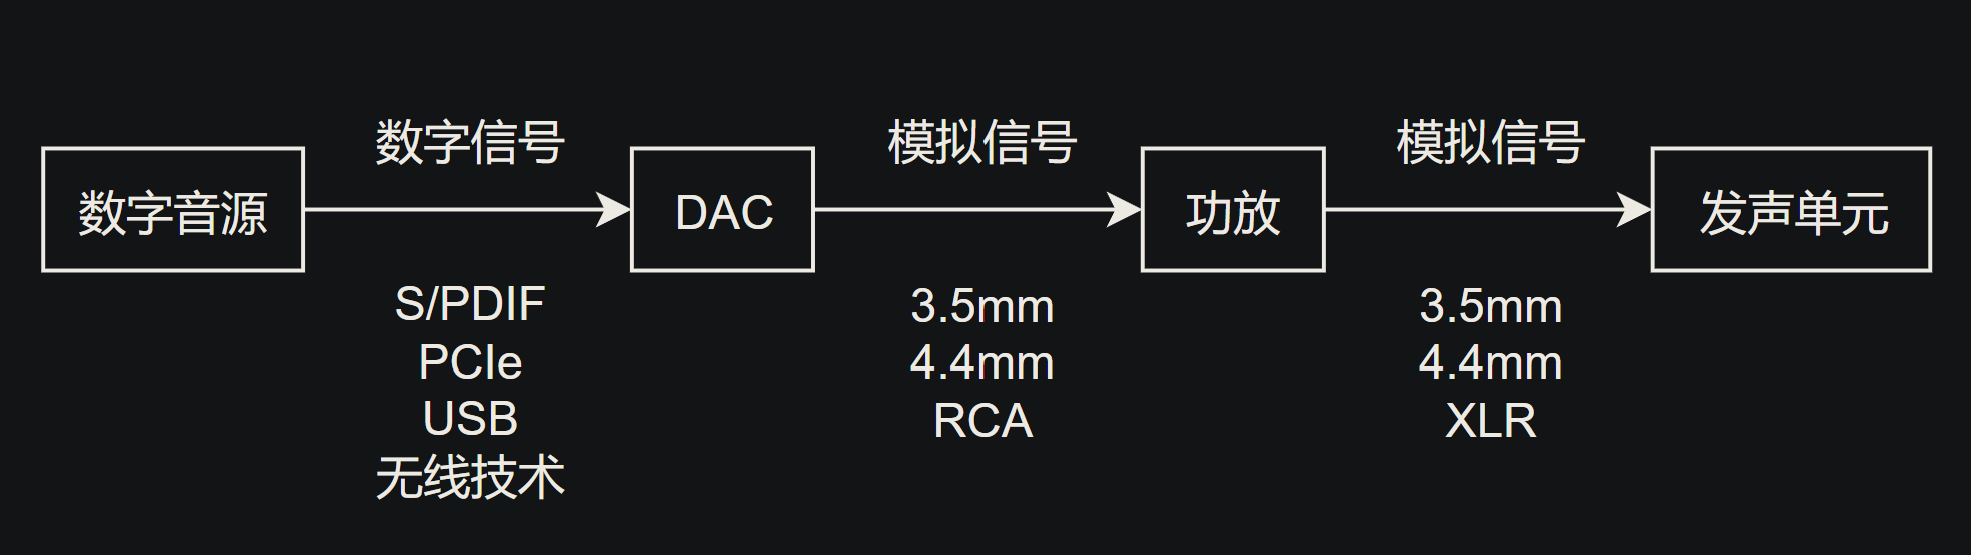 数字音源
数字信号
S/PDIF
PCIe
USB
无线技术
DAC
模拟信号
3.5mm
4.4mm
RCA
功放
模拟信号
3.5mm
4.4mm
XLR
发声单元